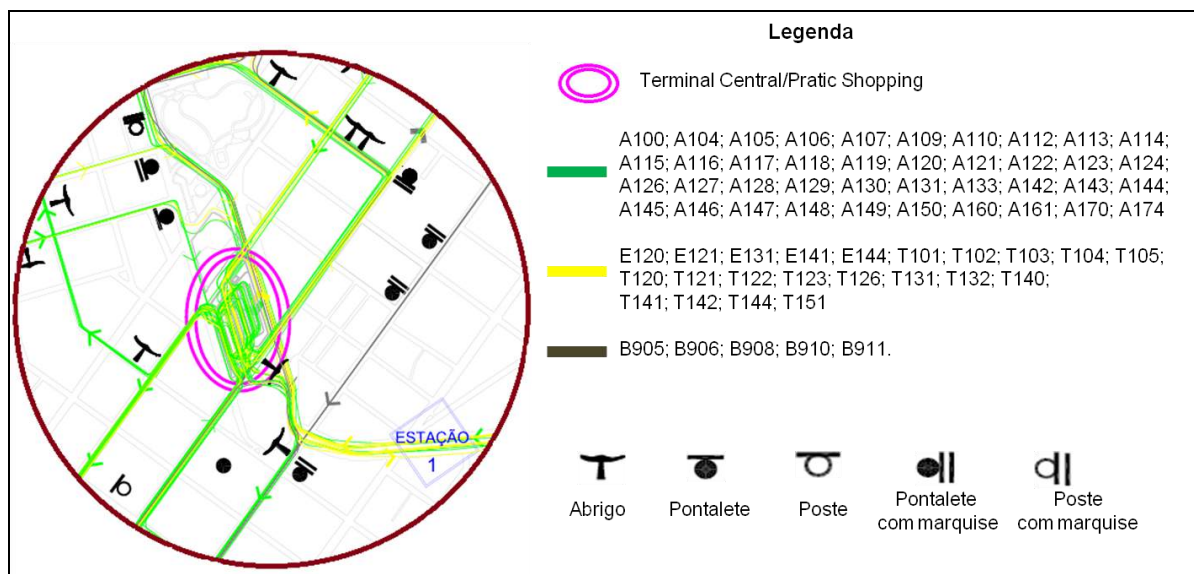 Legenda
Terminal Central/Pratic Shopping
A100; A104; A105; A106; A107; A109; A110; A112; A113; A114;
A115; A116; A117; A118; A119; A120; A121; A122; A123; A124;
A126; A127; A128; A129; A130; A131; A133; A142; A143; A144;
A145; A146; A147; A148; A149; A150; A160; A161; A170; A174
E120; E121; E131; E141; E144; T101; T102; T103; T104; T105;
T120; T121; T122; T123; T126; T131; T132; T140;
T141; T142; T144; T151
B905; B906; B908; B910; B911.
ESTAÇÃO
1
Abrigo
Pontalete
Poste
Pontalete
com marquise
Poste
com marquise